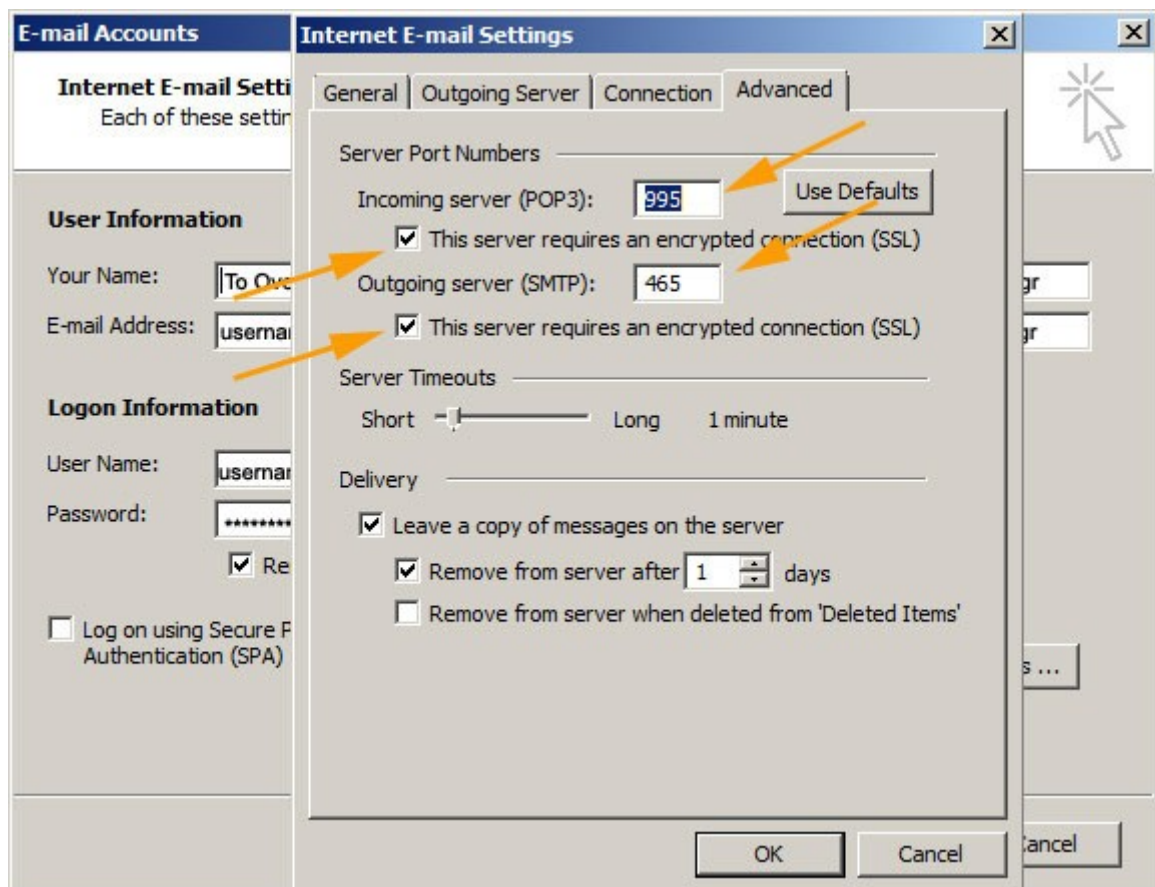 E-mail Accounts
Internet E-mail Setti
Each of these settin
User Information
Your Name:
To Ove
E-mail Address:
usernar
Logon Information
User Name:
usernar
Password:
********
Re
Log on using Secure P
Authentication (SPA)
Internet E-mail Settings
General
Outgoing Server
Connection
Advanced
Server Port Numbers
Incoming server (POP3): 995 Use Defaults
This server requires an encrypted connection (SSL)
Outgoing server (SMTP): 465
This server requires an encrypted connection (SSL)
Server Timeouts
Short Long 1 minute
Delivery
Leave a copy of messages on the server
Remove from server after 1 days
Remove from server when deleted from 'Deleted Items'
OK
Cancel
gr
gr
s ...
Cancel